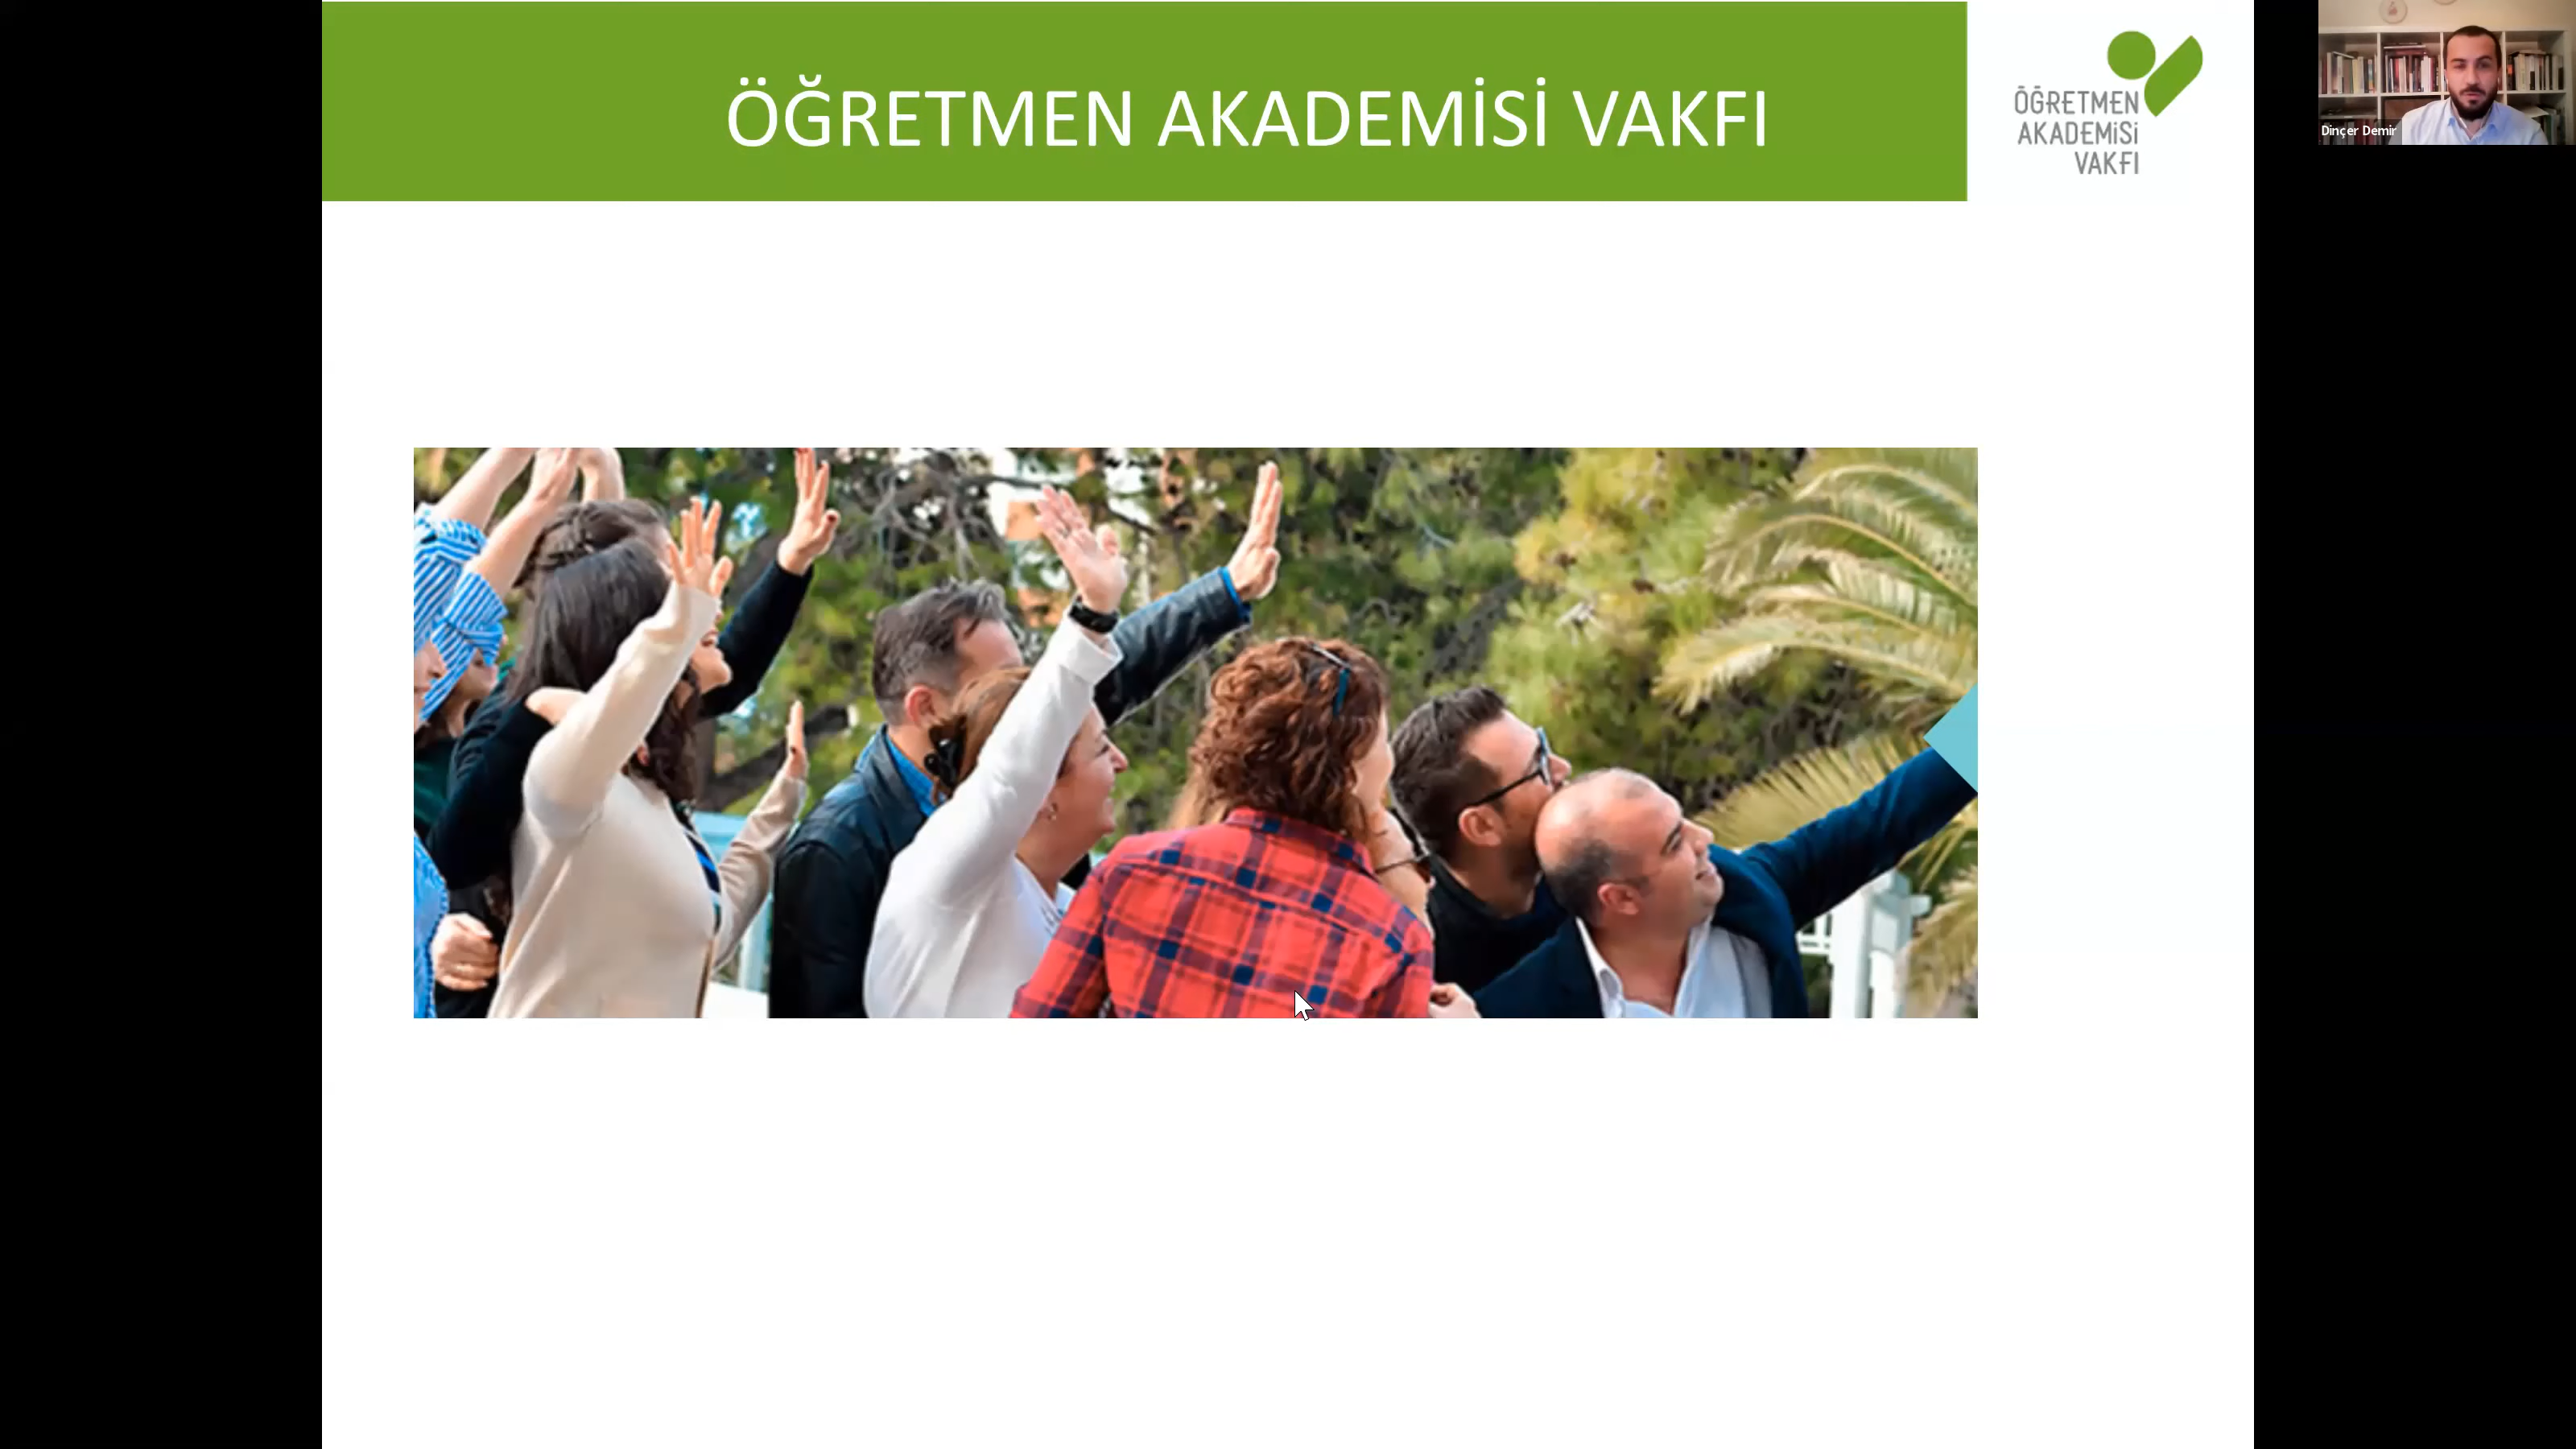 ÖĞRETMEN AKADEMİSİ VAKFI
ÖĞRETMEN
AKADEMİSİ
VAKFI
Dinçer Demir